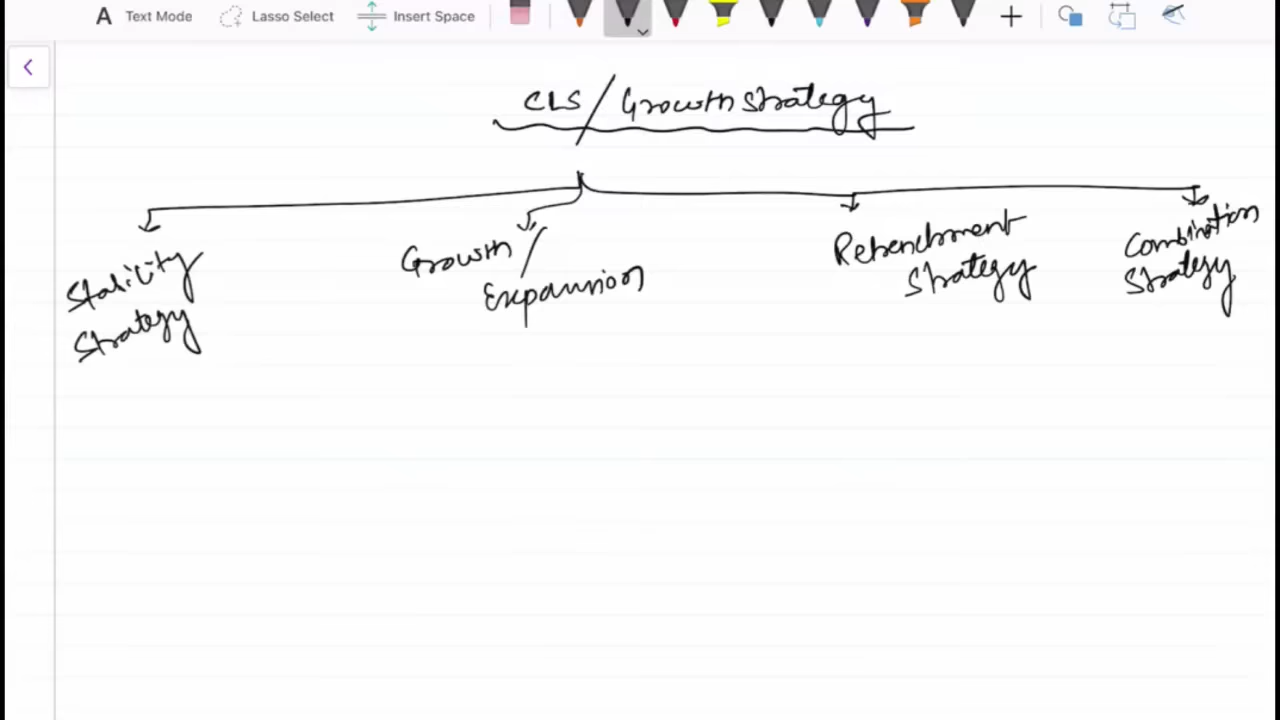 A Text Mode Lasso Select Insert Space
CLS / Growth Strategy
Stability
Strategy
Growth /
Expansion
Retrenchment
Strategy
Combination
Strategy